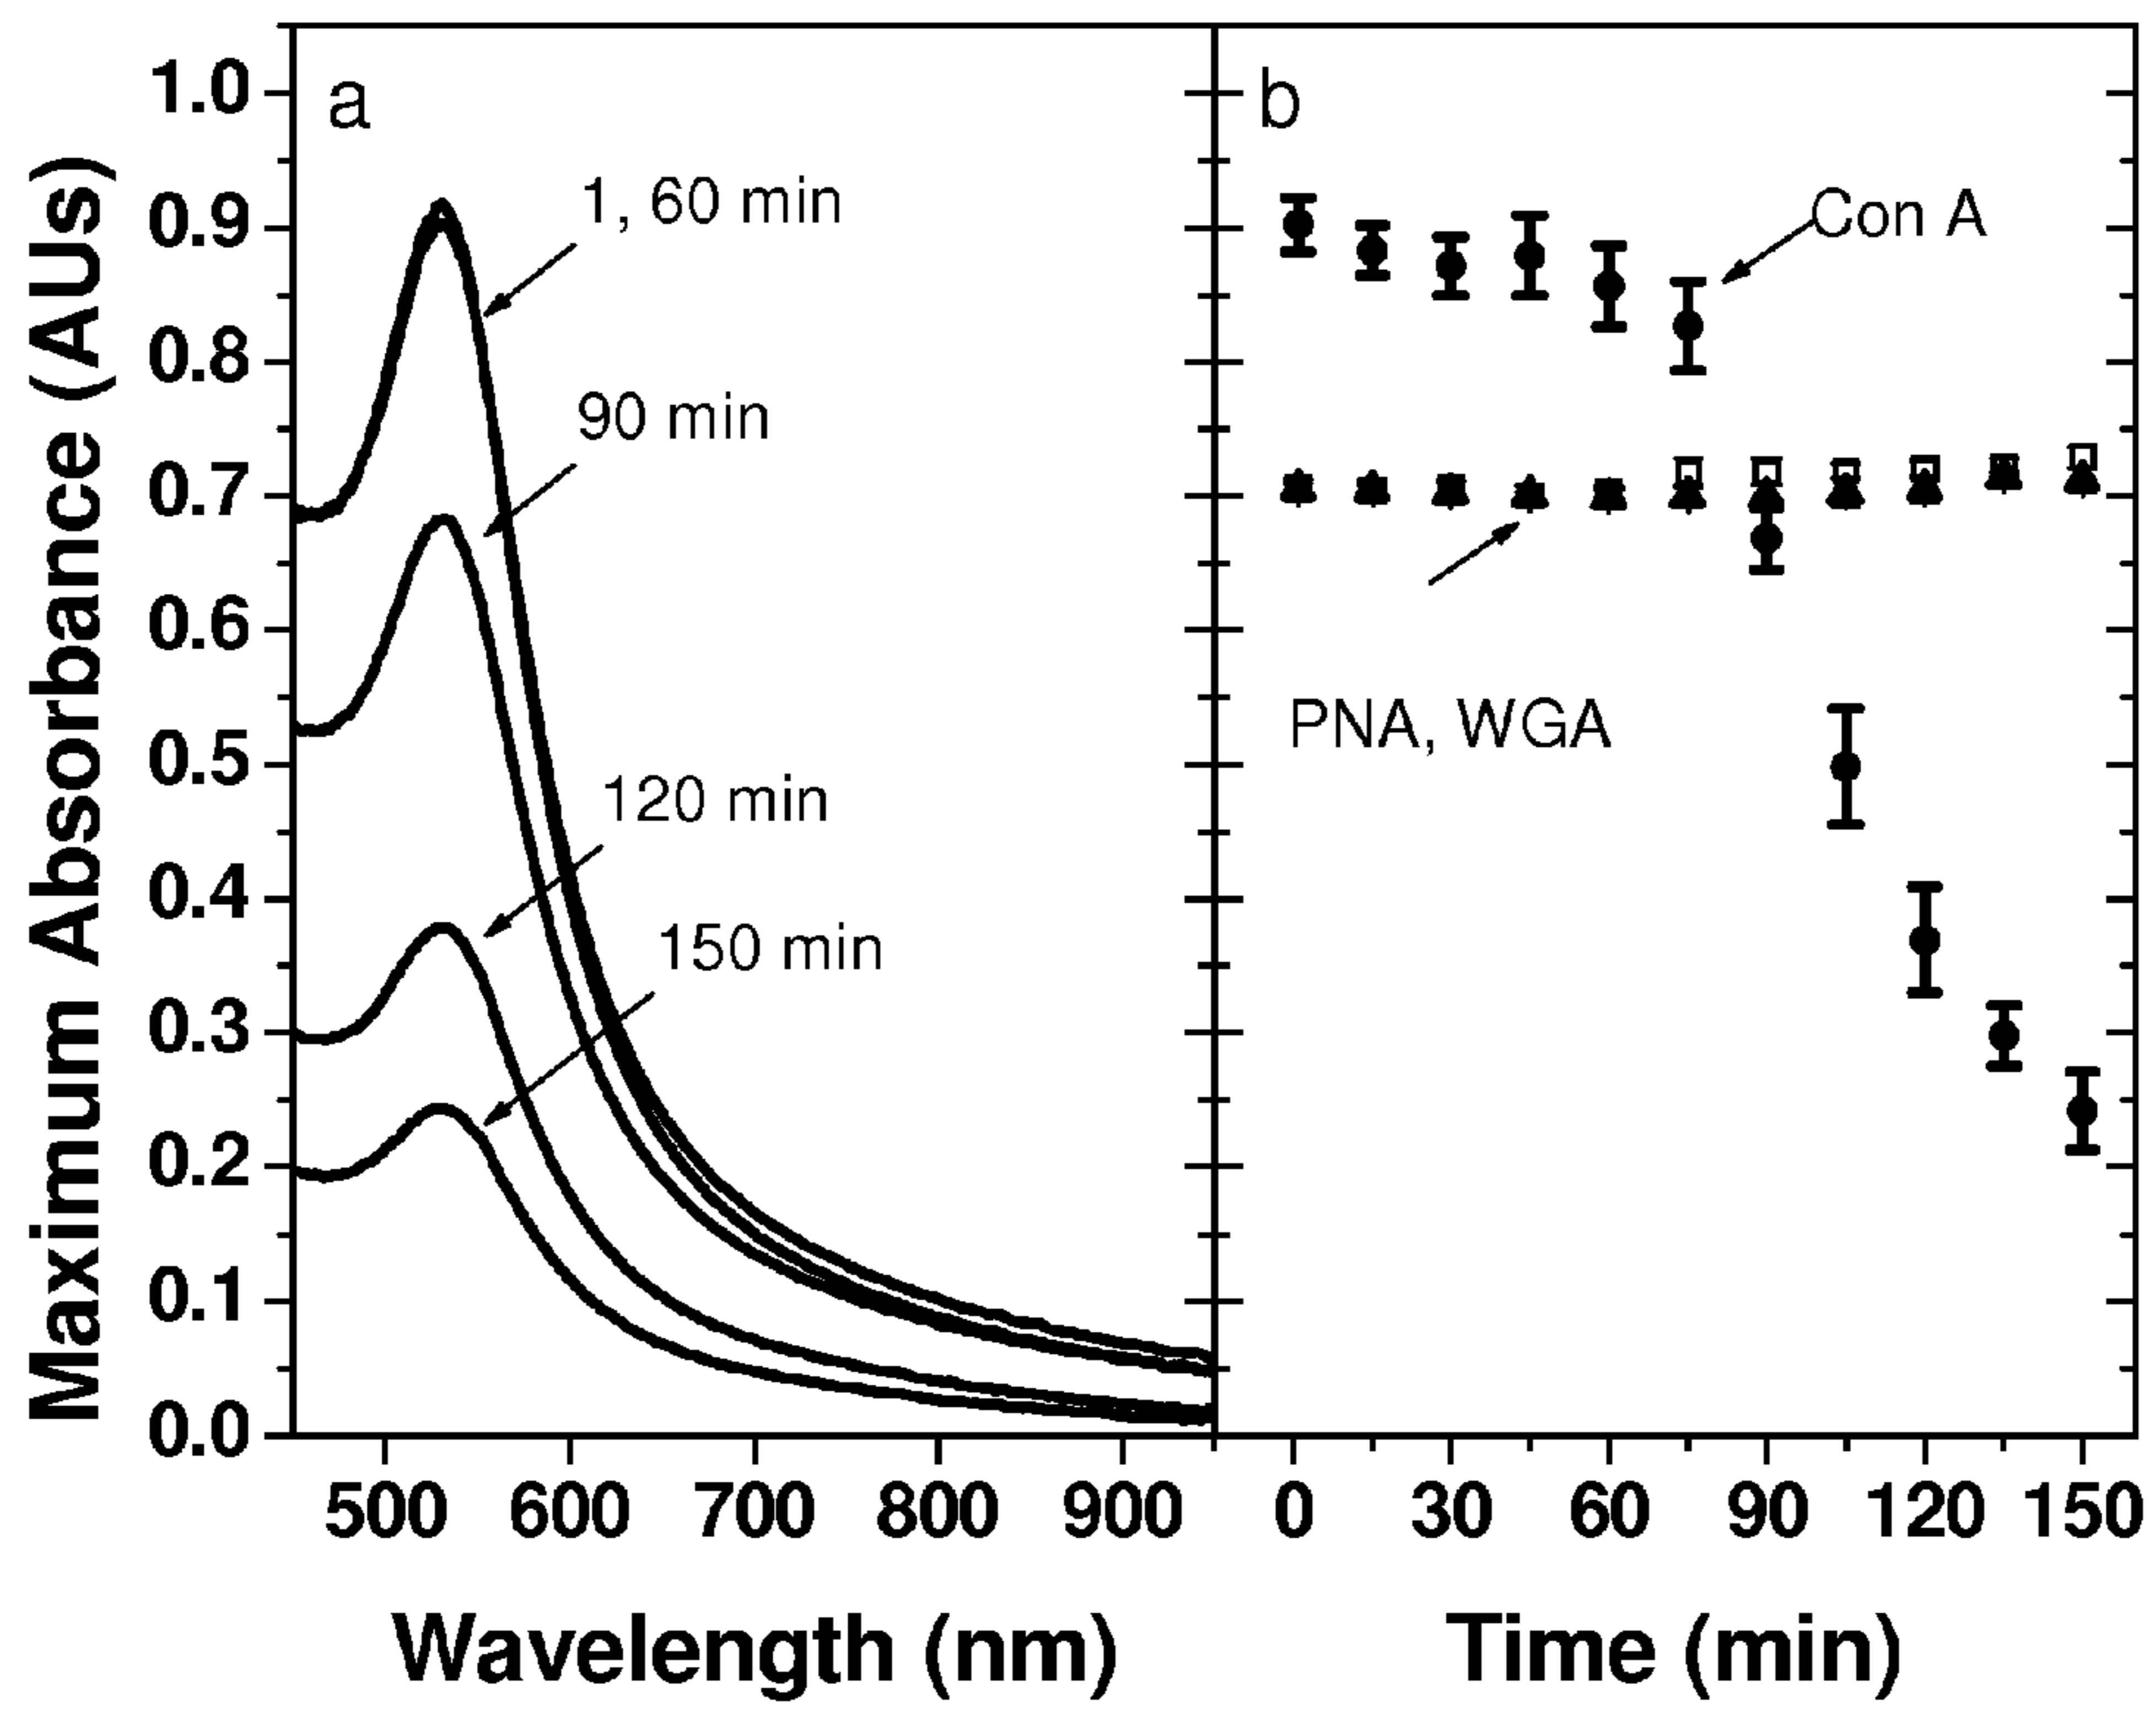 Maximum Absorbance (AUs)
1.0
0.9
0.8
0.7
0.6
0.5
0.4
0.3
0.2
0.1
0.0
a
1, 60 min
90 min
120 min
150 min
500 600 700 800 900
Wavelength (nm)
b
Con A
PNA, WGA
0 30 60 90 120 150
Time (min)